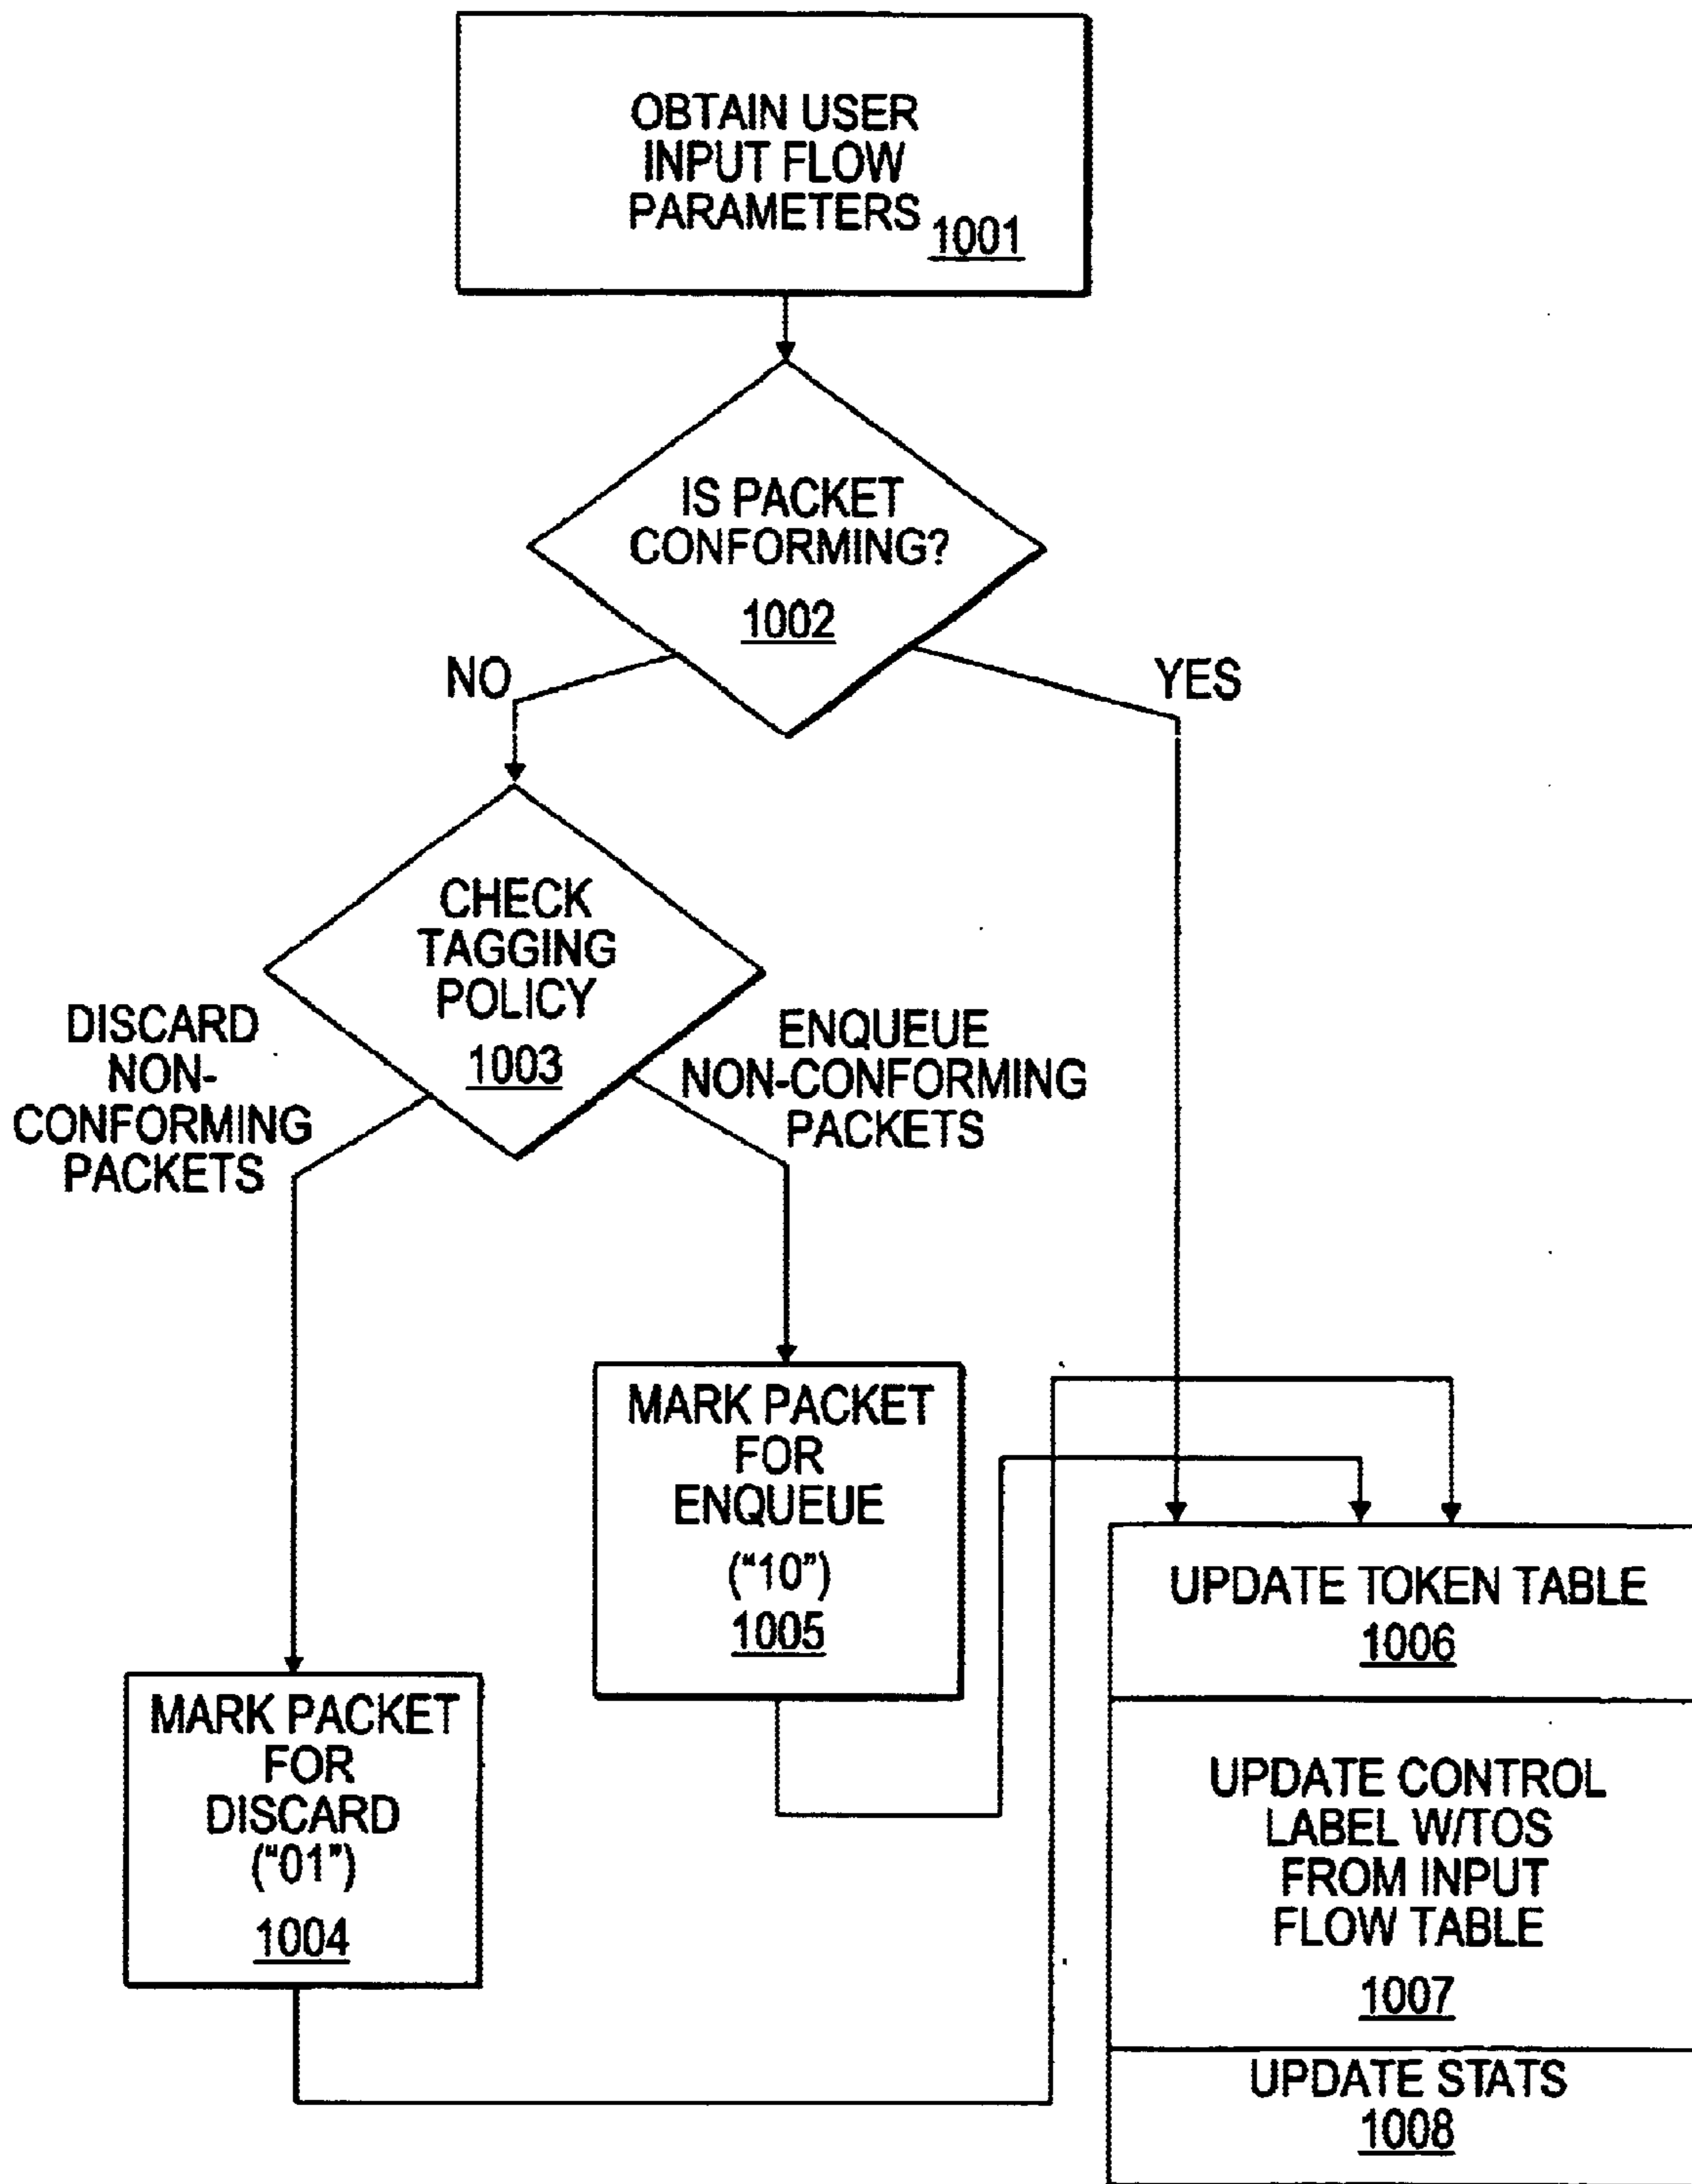 OBTAIN USER
INPUT FLOW
PARAMETERS
1001
IS PACKET
CONFORMING?
1002
NO
YES
CHECK
TAGGING
POLICY
1003
DISCARD
NON-
CONFORMING
PACKETS
ENQUEUE
NON-CONFORMING
PACKETS
MARK PACKET
FOR
ENQUEUE
("10")
1005
MARK PACKET
FOR
DISCARD
("01")
1004
UPDATE TOKEN TABLE
1006
UPDATE CONTROL
LABEL W/TOS
FROM INPUT
FLOW TABLE
1007
UPDATE STATS
1008